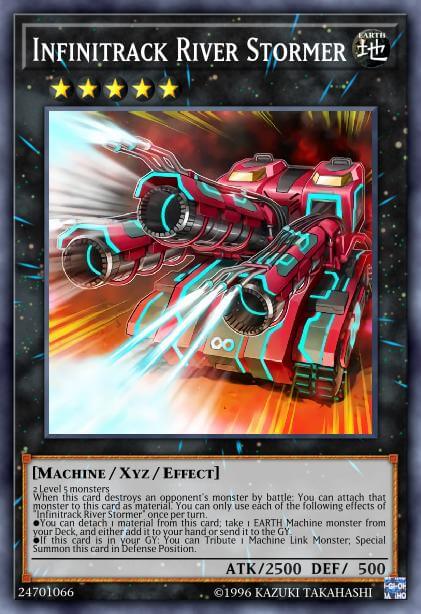 INFINITRACK RIVER STORMER
EARTH
地
[MACHINE / XYZ / EFFECT]
2 Level 5 monsters
When this card destroys an opponent's monster by battle: You can attach that
monster to this card as material. You can only use each of the following effects of
"Infinitrack River Stormer" once per turn.
●You can detach 1 material from this card; take 1 EARTH Machine monster from
your Deck, and either add it to your hand or send it to the GY.
●If this card is in your GY: You can Tribute 1 Machine Link Monster; Special
Summon this card in Defense Position.
ATK/2500 DEF/ 500
24701066
©1996 KAZUKI TAKAHASHI